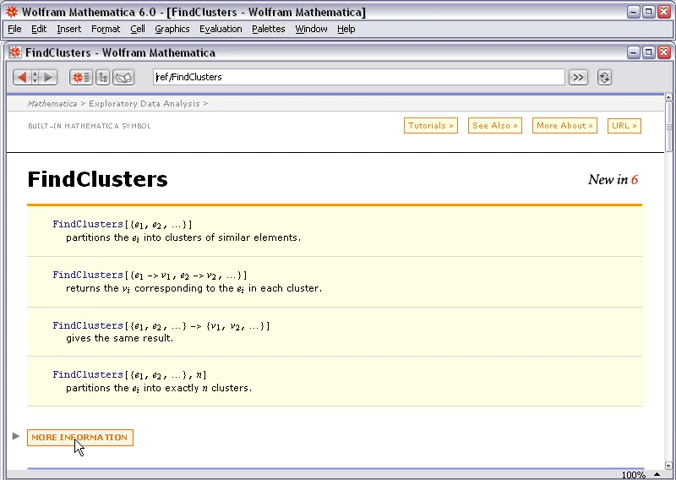 Wolfram Mathematica 6.0 - [FindClusters - Wolfram Mathematica]
File Edit Insert Format Cell Graphics Evaluation Palettes Window Help
FindClusters - Wolfram Mathematica
ref/FindClusters >>
Mathematica > Exploratory Data Analysis >
BUILT-IN MATHEMATICA SYMBOL Tutorials » See Also » More About » URL »
FindClusters New in 6
FindClusters[{e₁, e₂, …}]
partitions the eᵢ into clusters of similar elements.
FindClusters[{e₁ -> v₁, e₂ -> v₂, …}]
returns the vᵢ corresponding to the eᵢ in each cluster.
FindClusters[{e₁, e₂, …} -> {v₁, v₂, …}]
gives the same result.
FindClusters[{e₁, e₂, …}, n]
partitions the eᵢ into exactly n clusters.
MORE INFORMATION
100%